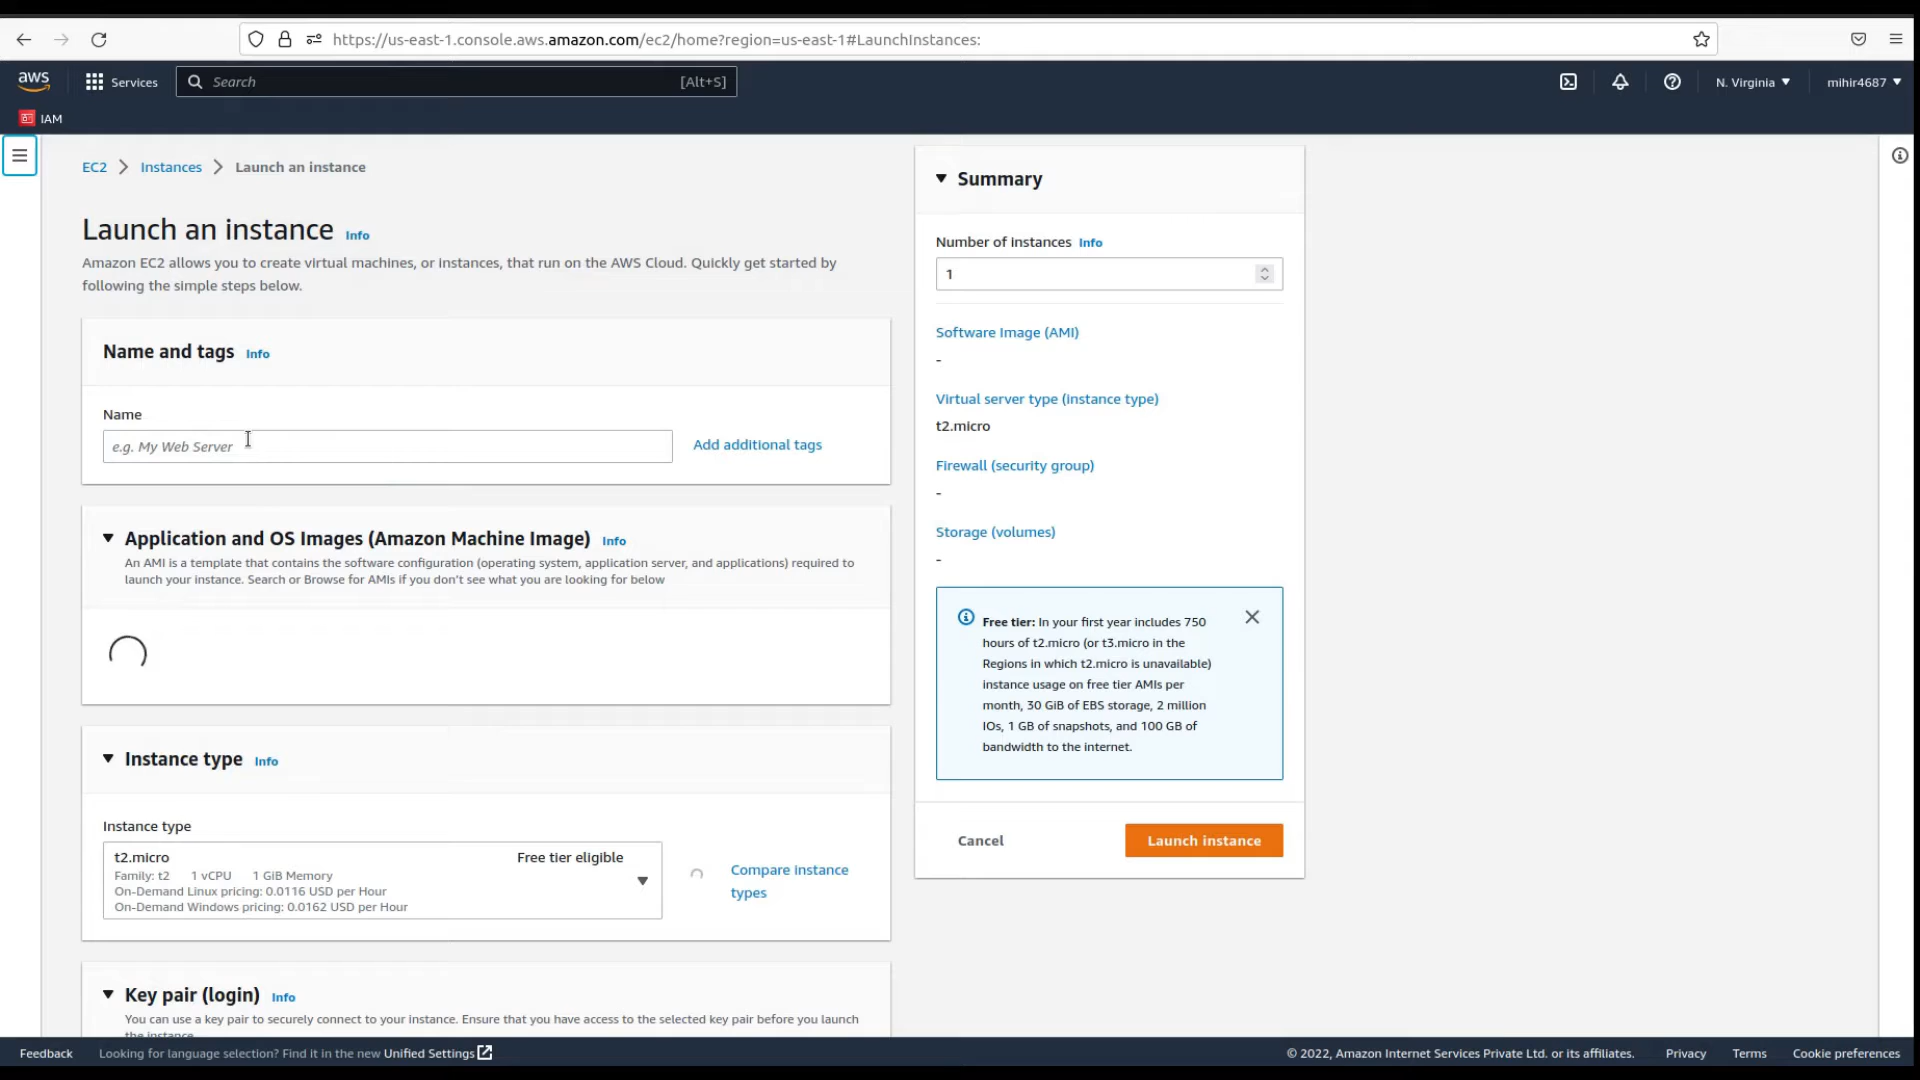 https://us-east-1.console.aws.amazon.com/ec2/home?region=us-east-1#LaunchInstances:
aws
Services
Search
[Alt+S]
N. Virginia
mihir4687
IAM
EC2
Instances
Launch an instance
Launch an instance Info
Amazon EC2 allows you to create virtual machines, or instances, that run on the AWS Cloud. Quickly get started by
following the simple steps below.
Name and tags Info
Name
e.g. My Web Server
Add additional tags
Application and OS Images (Amazon Machine Image) Info
An AMI is a template that contains the software configuration (operating system, application server, and applications) required to
launch your instance. Search or Browse for AMIs if you don't see what you are looking for below
Instance type Info
Instance type
t2.micro
Free tier eligible
Family: t2 1 vCPU 1 GiB Memory
On-Demand Linux pricing: 0.0116 USD per Hour
On-Demand Windows pricing: 0.0162 USD per Hour
Compare instance
types
Key pair (login) Info
You can use a key pair to securely connect to your instance. Ensure that you have access to the selected key pair before you launch
the instance.
Summary
Number of instances Info
1
Software Image (AMI)
-
Virtual server type (instance type)
t2.micro
Firewall (security group)
-
Storage (volumes)
-
Free tier: In your first year includes 750
hours of t2.micro (or t3.micro in the
Regions in which t2.micro is unavailable)
instance usage on free tier AMIs per
month, 30 GiB of EBS storage, 2 million
IOs, 1 GB of snapshots, and 100 GB of
bandwidth to the internet.
Cancel
Launch instance
Feedback
Looking for language selection? Find it in the new Unified Settings
© 2022, Amazon Internet Services Private Ltd. or its affiliates.
Privacy
Terms
Cookie preferences